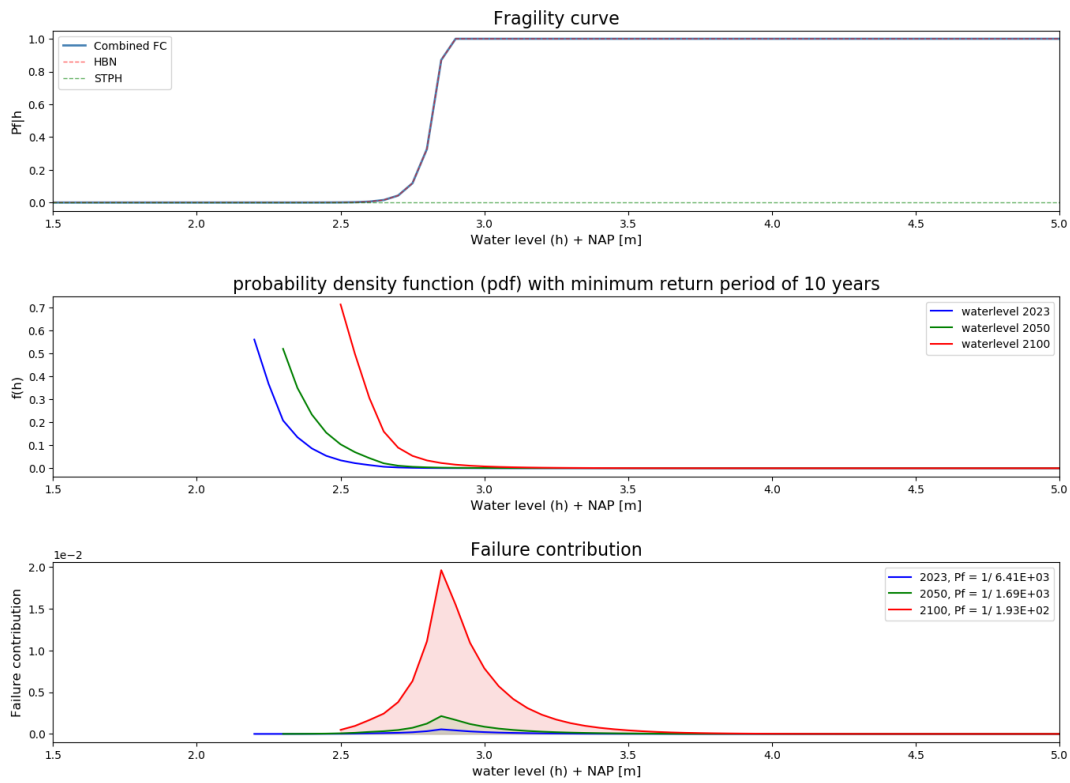 Fragility curve
1.0
0.8
0.6
0.4
0.2
0.0
Pf|h
Combined FC
HBN
STPH
1.5 2.0 2.5 3.0 3.5 4.0 4.5 5.0
Water level (h) + NAP [m]
probability density function (pdf) with minimum return period of 10 years
0.7
0.6
0.5
0.4
0.3
0.2
0.1
0.0
f(h)
waterlevel 2023
waterlevel 2050
waterlevel 2100
1.5 2.0 2.5 3.0 3.5 4.0 4.5 5.0
Water level (h) + NAP [m]
Failure contribution
1e−2
2.0
1.5
1.0
0.5
0.0
Failure contribution
2023, Pf = 1/ 6.41E+03
2050, Pf = 1/ 1.69E+03
2100, Pf = 1/ 1.93E+02
1.5 2.0 2.5 3.0 3.5 4.0 4.5 5.0
water level (h) + NAP [m]